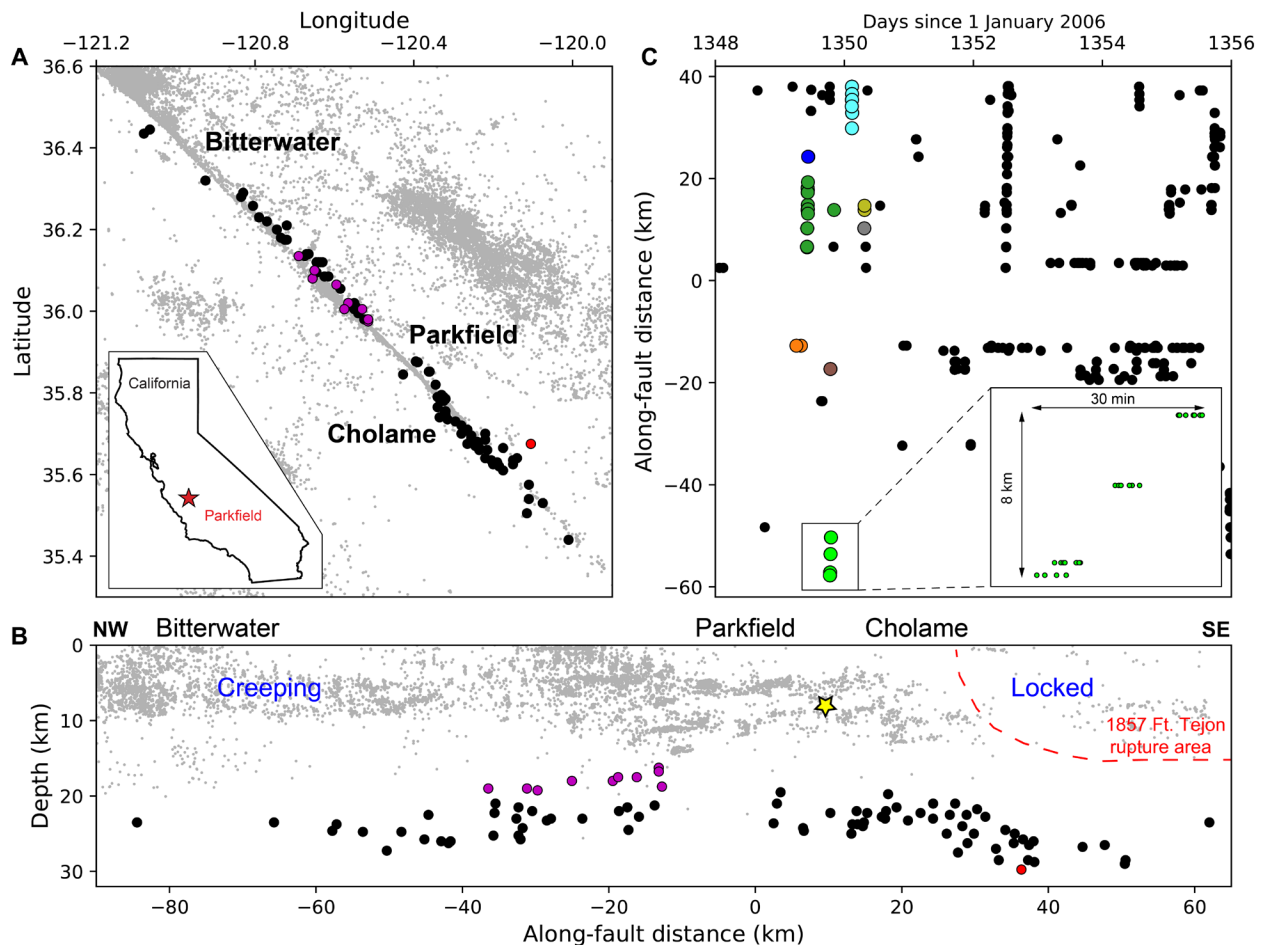 Longitude
−121.2 −120.8 −120.4 −120.0
A
36.6
36.4
36.2
36.0
35.8
35.6
35.4
Latitude
Bitterwater
Parkfield
Cholame
California
Parkfield
Days since 1 January 2006
1348 1350 1352 1354 1356
C
40
20
0
−20
−40
−60
Along-fault distance (km)
30 min
8 km
B
NW Bitterwater Parkfield Cholame SE
0
10
20
30
Depth (km)
Creeping
Locked
1857 Ft. Tejon
rupture area
−80 −60 −40 −20 0 20 40 60
Along-fault distance (km)